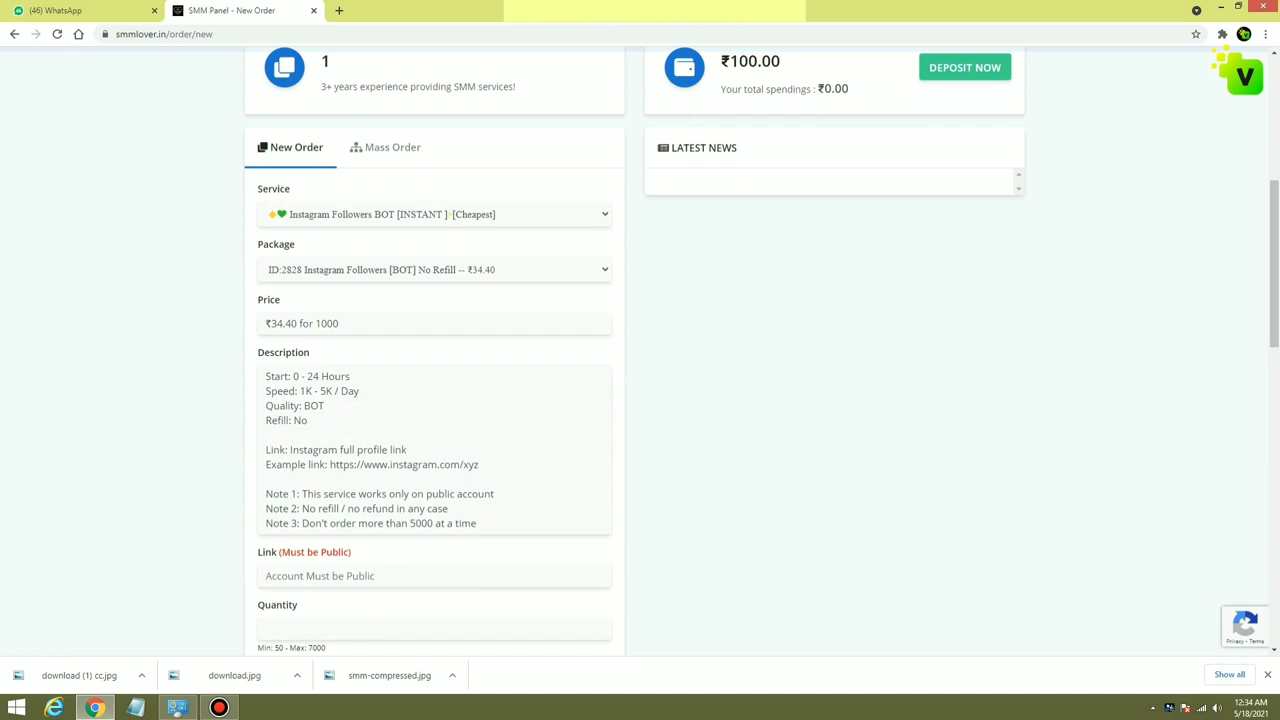 (46) WhatsApp
SMM Panel - New Order
smmlover.in/order/new
1
3+ years experience providing SMM services!
₹100.00
Your total spendings : ₹0.00
DEPOSIT NOW
V
New Order
Mass Order
LATEST NEWS
Service
Instagram Followers BOT [INSTANT ] [Cheapest]
Package
ID:2828 Instagram Followers [BOT] No Refill -- ₹34.40
Price
₹34.40 for 1000
Description
Start: 0 - 24 Hours
Speed: 1K - 5K / Day
Quality: BOT
Refill: No
Link: Instagram full profile link
Example link: https://www.instagram.com/xyz
Note 1: This service works only on public account
Note 2: No refill / no refund in any case
Note 3: Don't order more than 5000 at a time
Link (Must be Public)
Account Must be Public
Quantity
Min: 50 - Max: 7000
Privacy - Terms
download (1) cc.jpg
download.jpg
smm-compressed.jpg
Show all
12:34 AM
5/18/2021